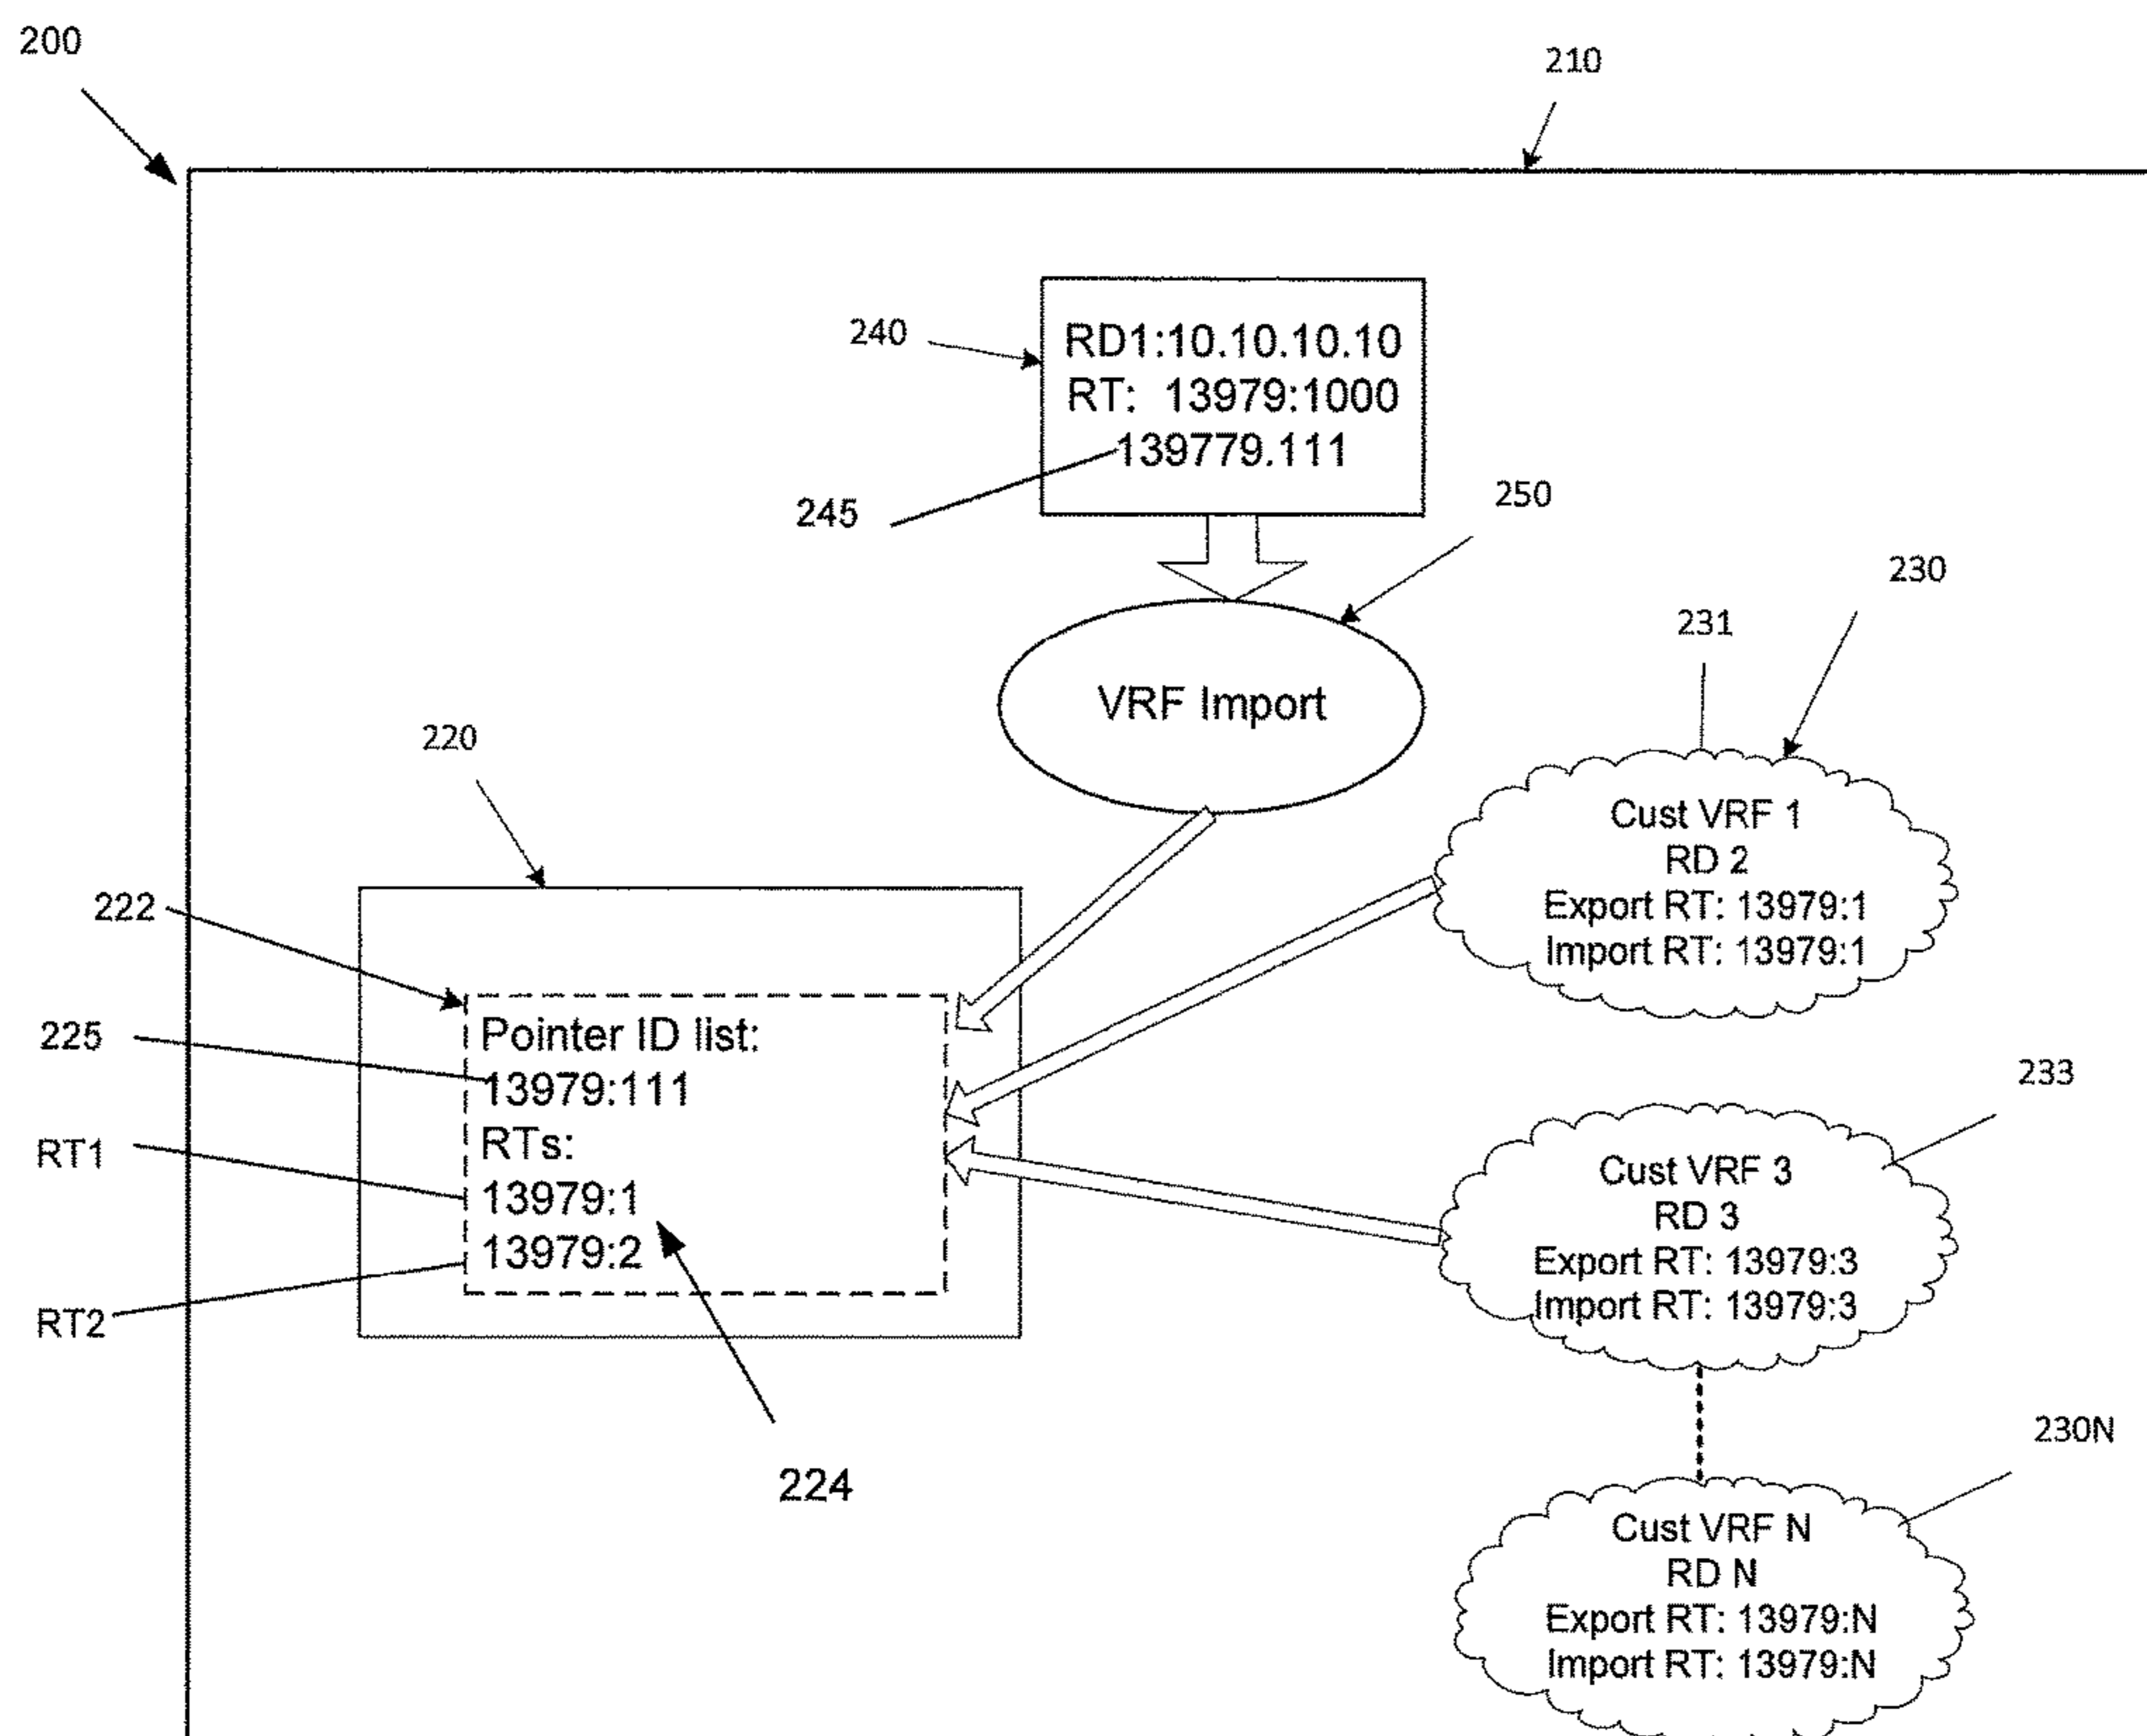 200
210
240
RD1:10.10.10.10
RT: 13979:1000
139779.111
245
250
230
231
VRF Import
220
Cust VRF 1
RD 2
Export RT: 13979:1
Import RT: 13979:1
222
225
Pointer ID list:
13979:111
RTs:
13979:1
13979:2
RT1
RT2
233
Cust VRF 3
RD 3
Export RT: 13979:3
Import RT: 13979:3
224
230N
Cust VRF N
RD N
Export RT: 13979:N
Import RT: 13979:N